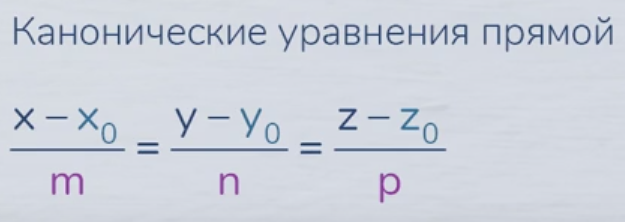 Канонические уравнения прямой
x − x₀ / m = y − y₀ / n = z − z₀ / p